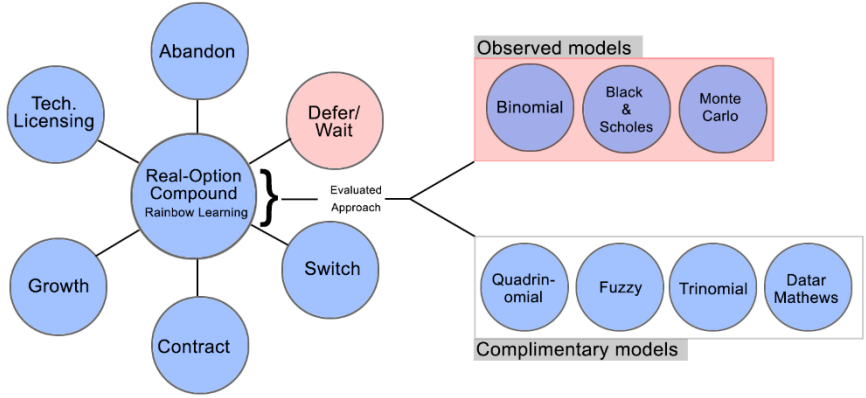 Abandon
Tech.
Licensing
Defer/
Wait
Real-Option
Compound
Rainbow Learning
}
Evaluated
Approach
Growth
Switch
Contract
Observed models
Binomial
Black
&
Scholes
Monte
Carlo
Quadrin-
omial
Fuzzy
Trinomial
Datar
Mathews
Complimentary models